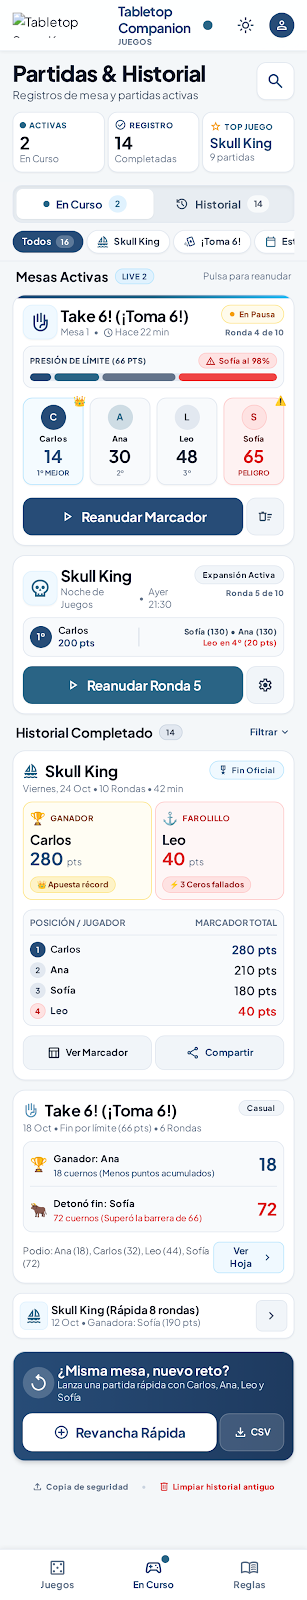 Tabletop
Com
Tabletop
Companion
JUEGOS
Partidas & Historial
Registros de mesa y partidas activas
ACTIVAS
2
En Curso
REGISTRO
14
Completadas
TOP JUEGO
Skull King
9 partidas
En Curso 2
Historial 14
Todos 16
Skull King
¡Toma 6!
Est
Mesas Activas LIVE 2
Pulsa para reanudar
Take 6! (¡Toma 6!)
Mesa 1 • Hace 22 min
En Pausa
Ronda 4 de 10
PRESIÓN DE LÍMITE (66 PTS)
Sofía al 98%
C
Carlos
14
1º MEJOR
A
Ana
30
2º
L
Leo
48
3º
S
Sofía
65
PELIGRO
Reanudar Marcador
Skull King
Noche de Juegos • Ayer 21:30
Expansión Activa
Ronda 5 de 10
1º
Carlos
200 pts
Sofía (130) • Ana (130)
Leo en 4º (20 pts)
Reanudar Ronda 5
Historial Completado 14
Filtrar
Skull King
Fin Oficial
Viernes, 24 Oct • 10 Rondas • 42 min
GANADOR
Carlos
280 pts
Apuesta récord
FAROLILLO
Leo
40 pts
3 Ceros fallados
POSICIÓN / JUGADOR
MARCADOR TOTAL
1 Carlos 280 pts
2 Ana 210 pts
3 Sofía 180 pts
4 Leo 40 pts
Ver Marcador
Compartir
Take 6! (¡Toma 6!)
Casual
18 Oct • Fin por límite (66 pts) • 6 Rondas
Ganador: Ana
18 cuernos (Menos puntos acumulados)
18
Detonó fin: Sofía
72 cuernos (Superó la barrera de 66)
72
Podio: Ana (18), Carlos (32), Leo (44), Sofía
(72)
Ver
Hoja
Skull King (Rápida 8 rondas)
12 Oct • Ganadora: Sofía (190 pts)
¿Misma mesa, nuevo reto?
Lanza una partida rápida con Carlos, Ana, Leo y
Sofía
Revancha Rápida
CSV
Copia de seguridad
Limpiar historial antiguo
Juegos
En Curso
Reglas